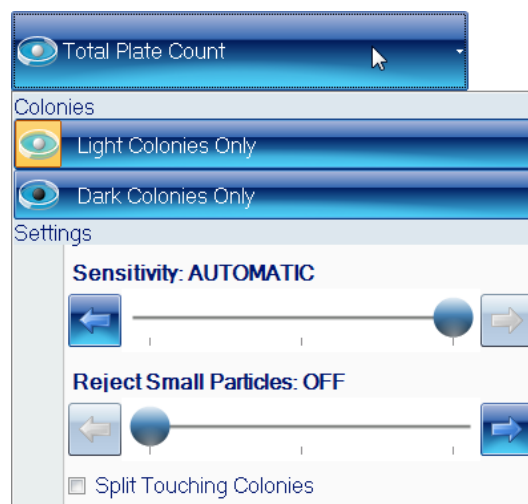 Total Plate Count
Colonies
Light Colonies Only
Dark Colonies Only
Settings
Sensitivity: AUTOMATIC
Reject Small Particles: OFF
Split Touching Colonies